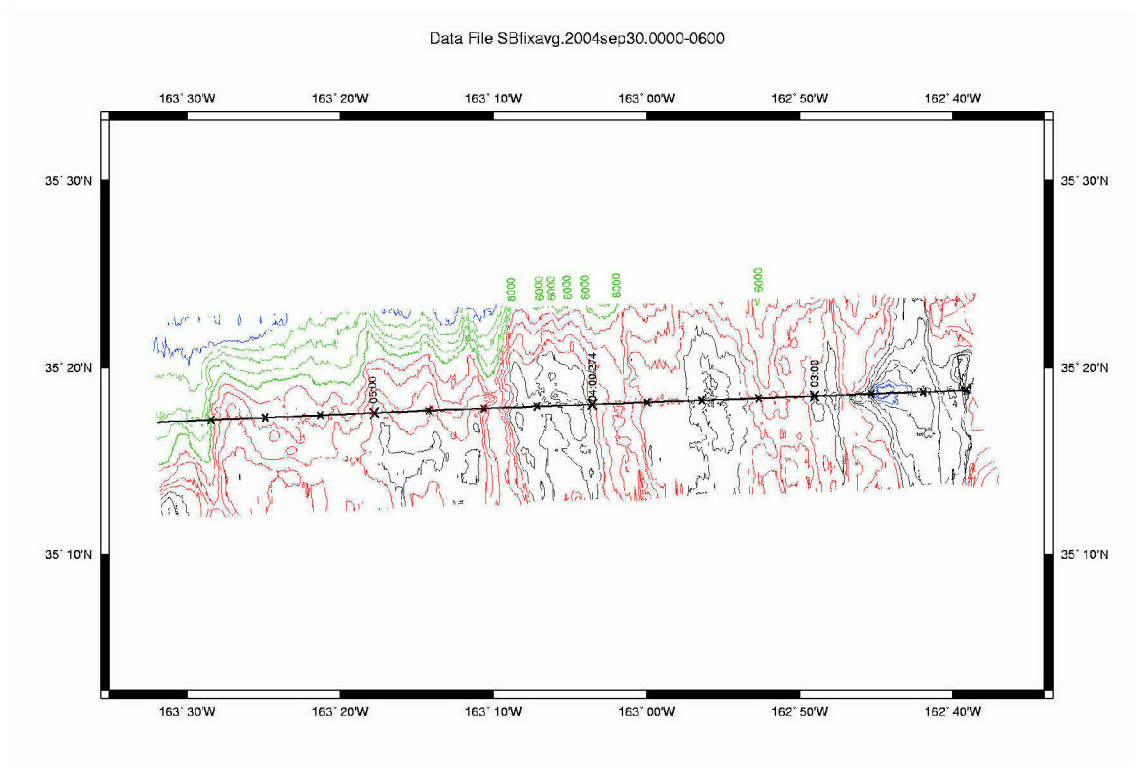 Data File SBfixavg.2004sep30.0000-0600
163° 30'W 163° 20'W 163° 10'W 163° 00'W 162° 50'W 162° 40'W
35° 30'N 35° 30'N
6000 6000 6000 6000 6000 6000 6000
35° 20'N 35° 20'N
05:00 04:00/274 03:00
35° 10'N 35° 10'N
163° 30'W 163° 20'W 163° 10'W 163° 00'W 162° 50'W 162° 40'W